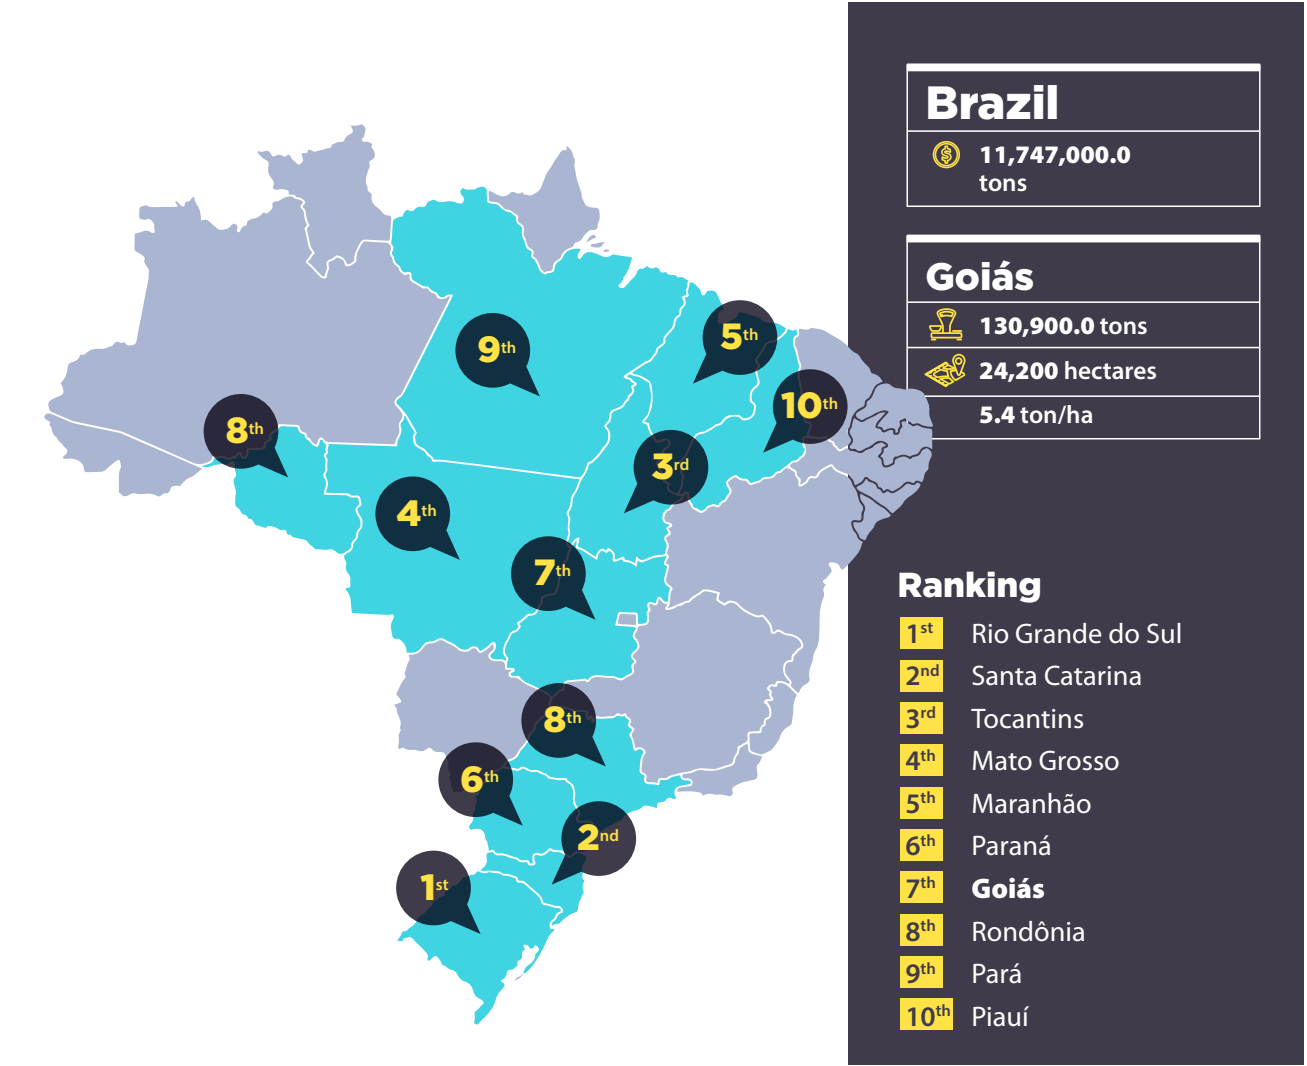 9th
5th
10th
8th
3rd
4th
7th
8th
6th
2nd
1st
Brazil
11,747,000.0
tons
Goiás
130,900.0 tons
24,200 hectares
5.4 ton/ha
Ranking
1st Rio Grande do Sul
2nd Santa Catarina
3rd Tocantins
4th Mato Grosso
5th Maranhão
6th Paraná
7th Goiás
8th Rondônia
9th Pará
10th Piauí